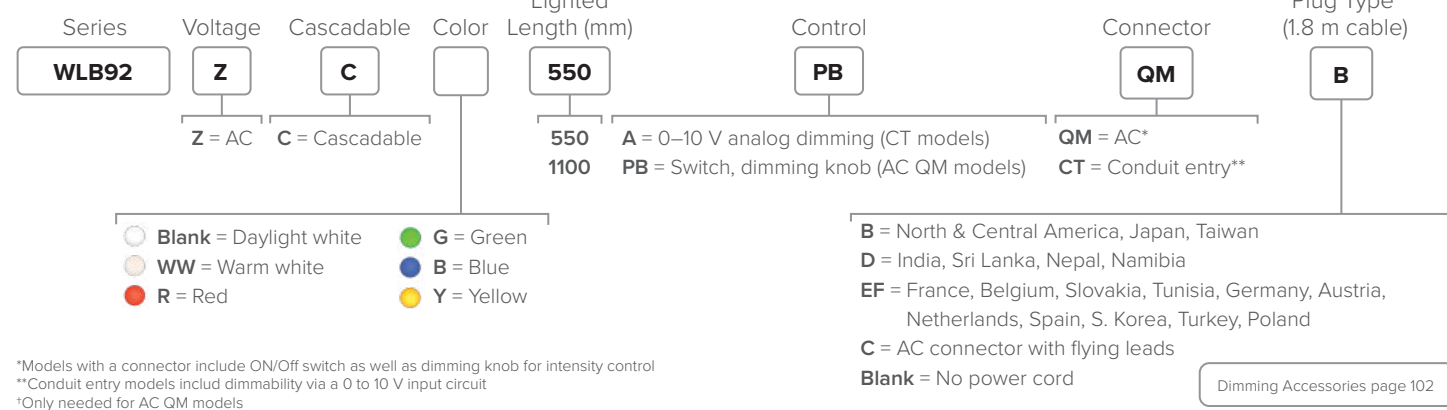 Lighted
Plug Type
Series Voltage Cascadable Color Length (mm) Control Connector (1.8 m cable)
WLB92 Z C 550 PB QM B
Z = AC C = Cascadable
550 A = 0–10 V analog dimming (CT models) QM = AC*
1100 PB = Switch, dimming knob (AC QM models) CT = Conduit entry**
Blank = Daylight white G = Green
WW = Warm white B = Blue
R = Red Y = Yellow
B = North & Central America, Japan, Taiwan
D = India, Sri Lanka, Nepal, Namibia
EF = France, Belgium, Slovakia, Tunisia, Germany, Austria,
Netherlands, Spain, S. Korea, Turkey, Poland
C = AC connector with flying leads
Blank = No power cord
*Models with a connector include ON/Off switch as well as dimming knob for intensity control
**Conduit entry models includ dimmability via a 0 to 10 V input circuit
†Only needed for AC QM models
Dimming Accessories page 102